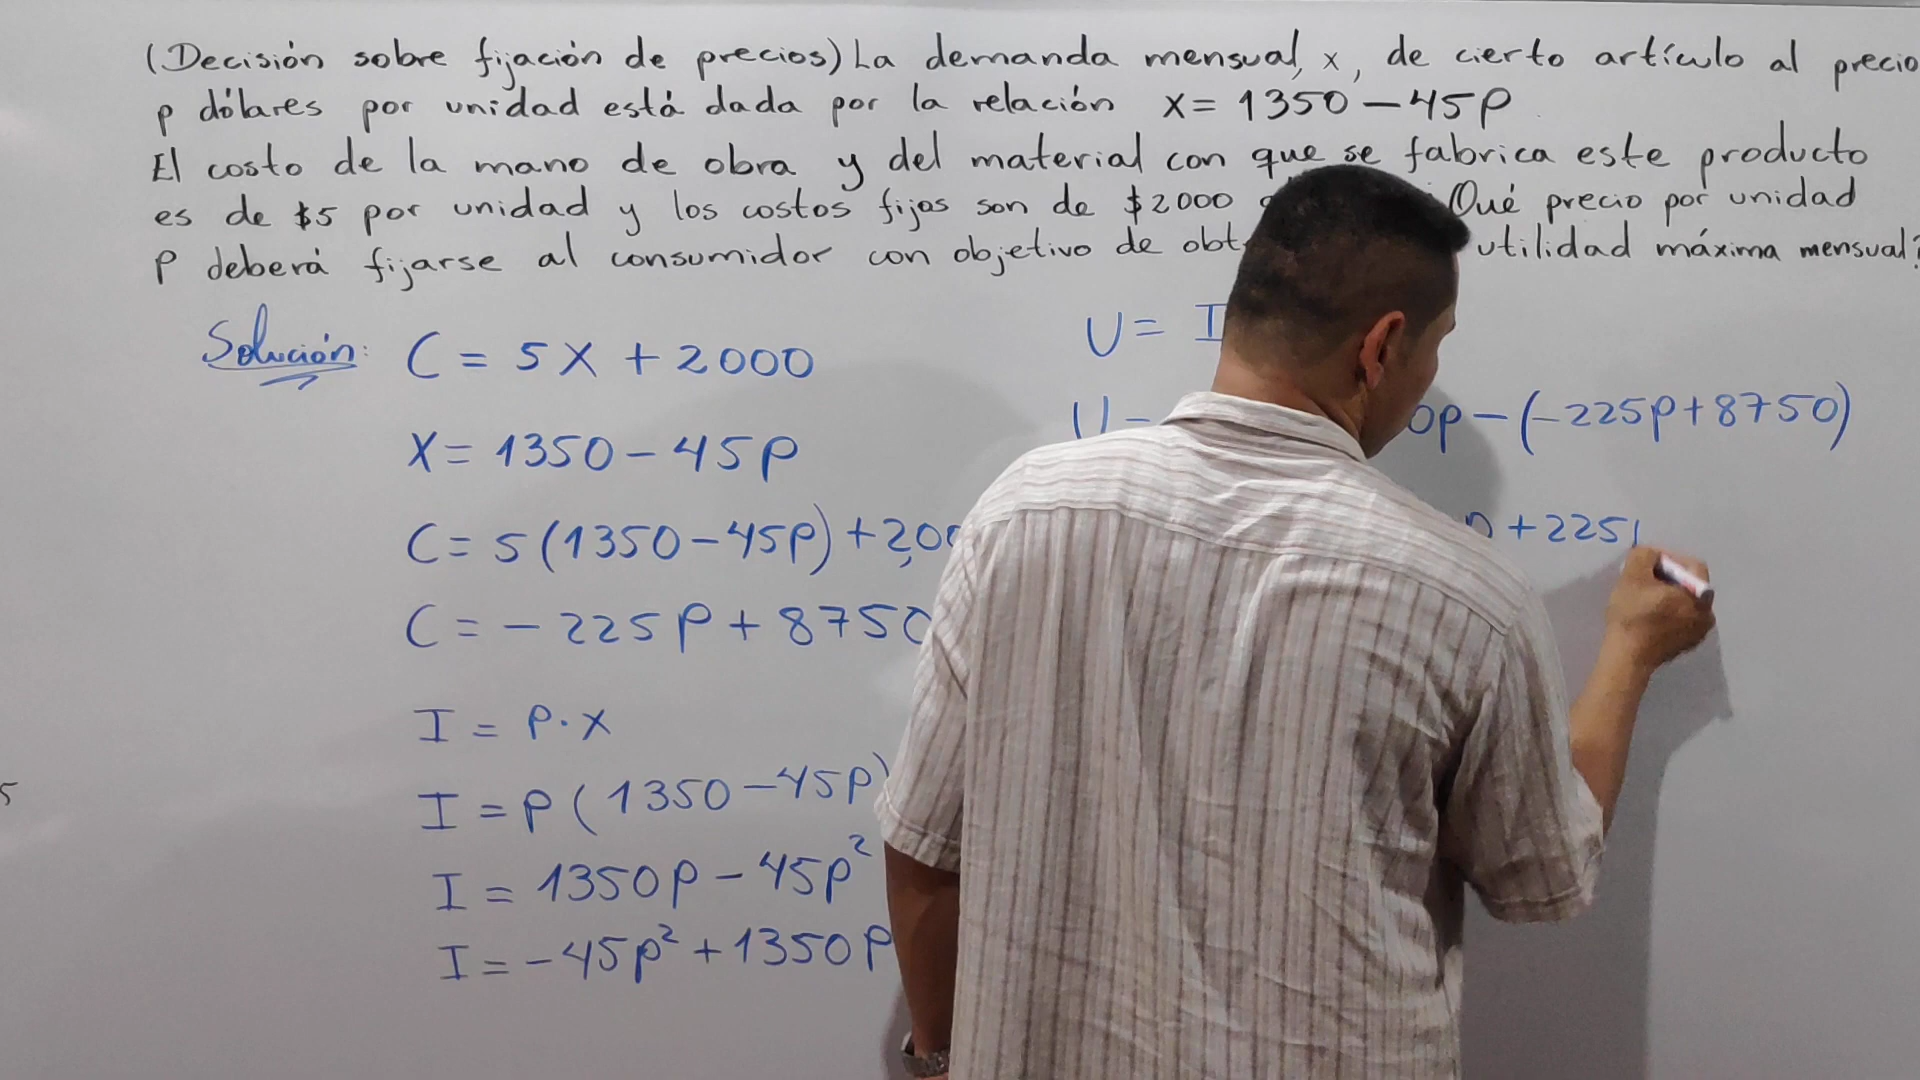 (Decisión sobre fijación de precios) La demanda mensual, x, de cierto artículo al precio
p dólares por unidad está dada por la relación x = 1350 - 45p
El costo de la mano de obra y del material con que se fabrica este producto
es de $5 por unidad y los costos fijos son de $2000 Qué precio por unidad
P deberá fijarse al consumidor con objetivo de utilidad máxima mensual?
Solución: C = 5X + 2000
X = 1350 - 45p
C = 5(1350 - 45p) + 2,00
C = - 225p + 8750
I = P·X
I = p(1350 - 45p)
I = 1350p - 45p²
I = -45p² + 1350p
U = I
U = 0p - (-225p + 8750)
+ 225
5